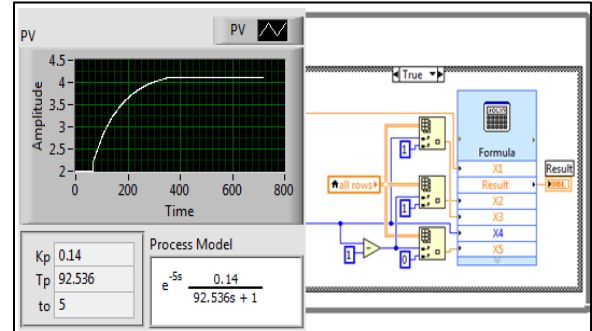 PV
PV
4.5
4
3.5
3
2.5
2
Amplitude
0 200 400 600 800
Time
Kp 0.14
Tp 92.536
to 5
Process Model
e^-5s 0.14
92.536s + 1
True
Formula
X1
Result
X2
X3
X4
X5
all rows
1
1
1
0
Result
DBL